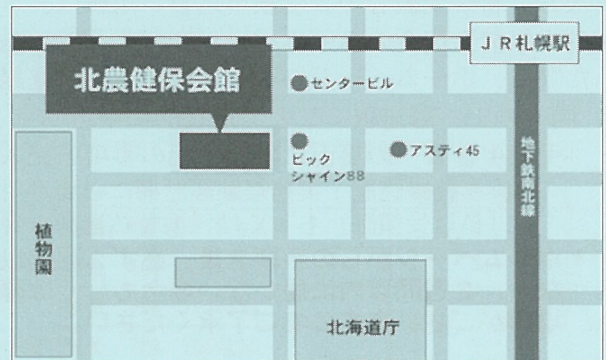 JR札幌駅
北農健保会館
センタービル
ビック
シャイン88
アスティ45
地下鉄南北線
植物園
北海道庁